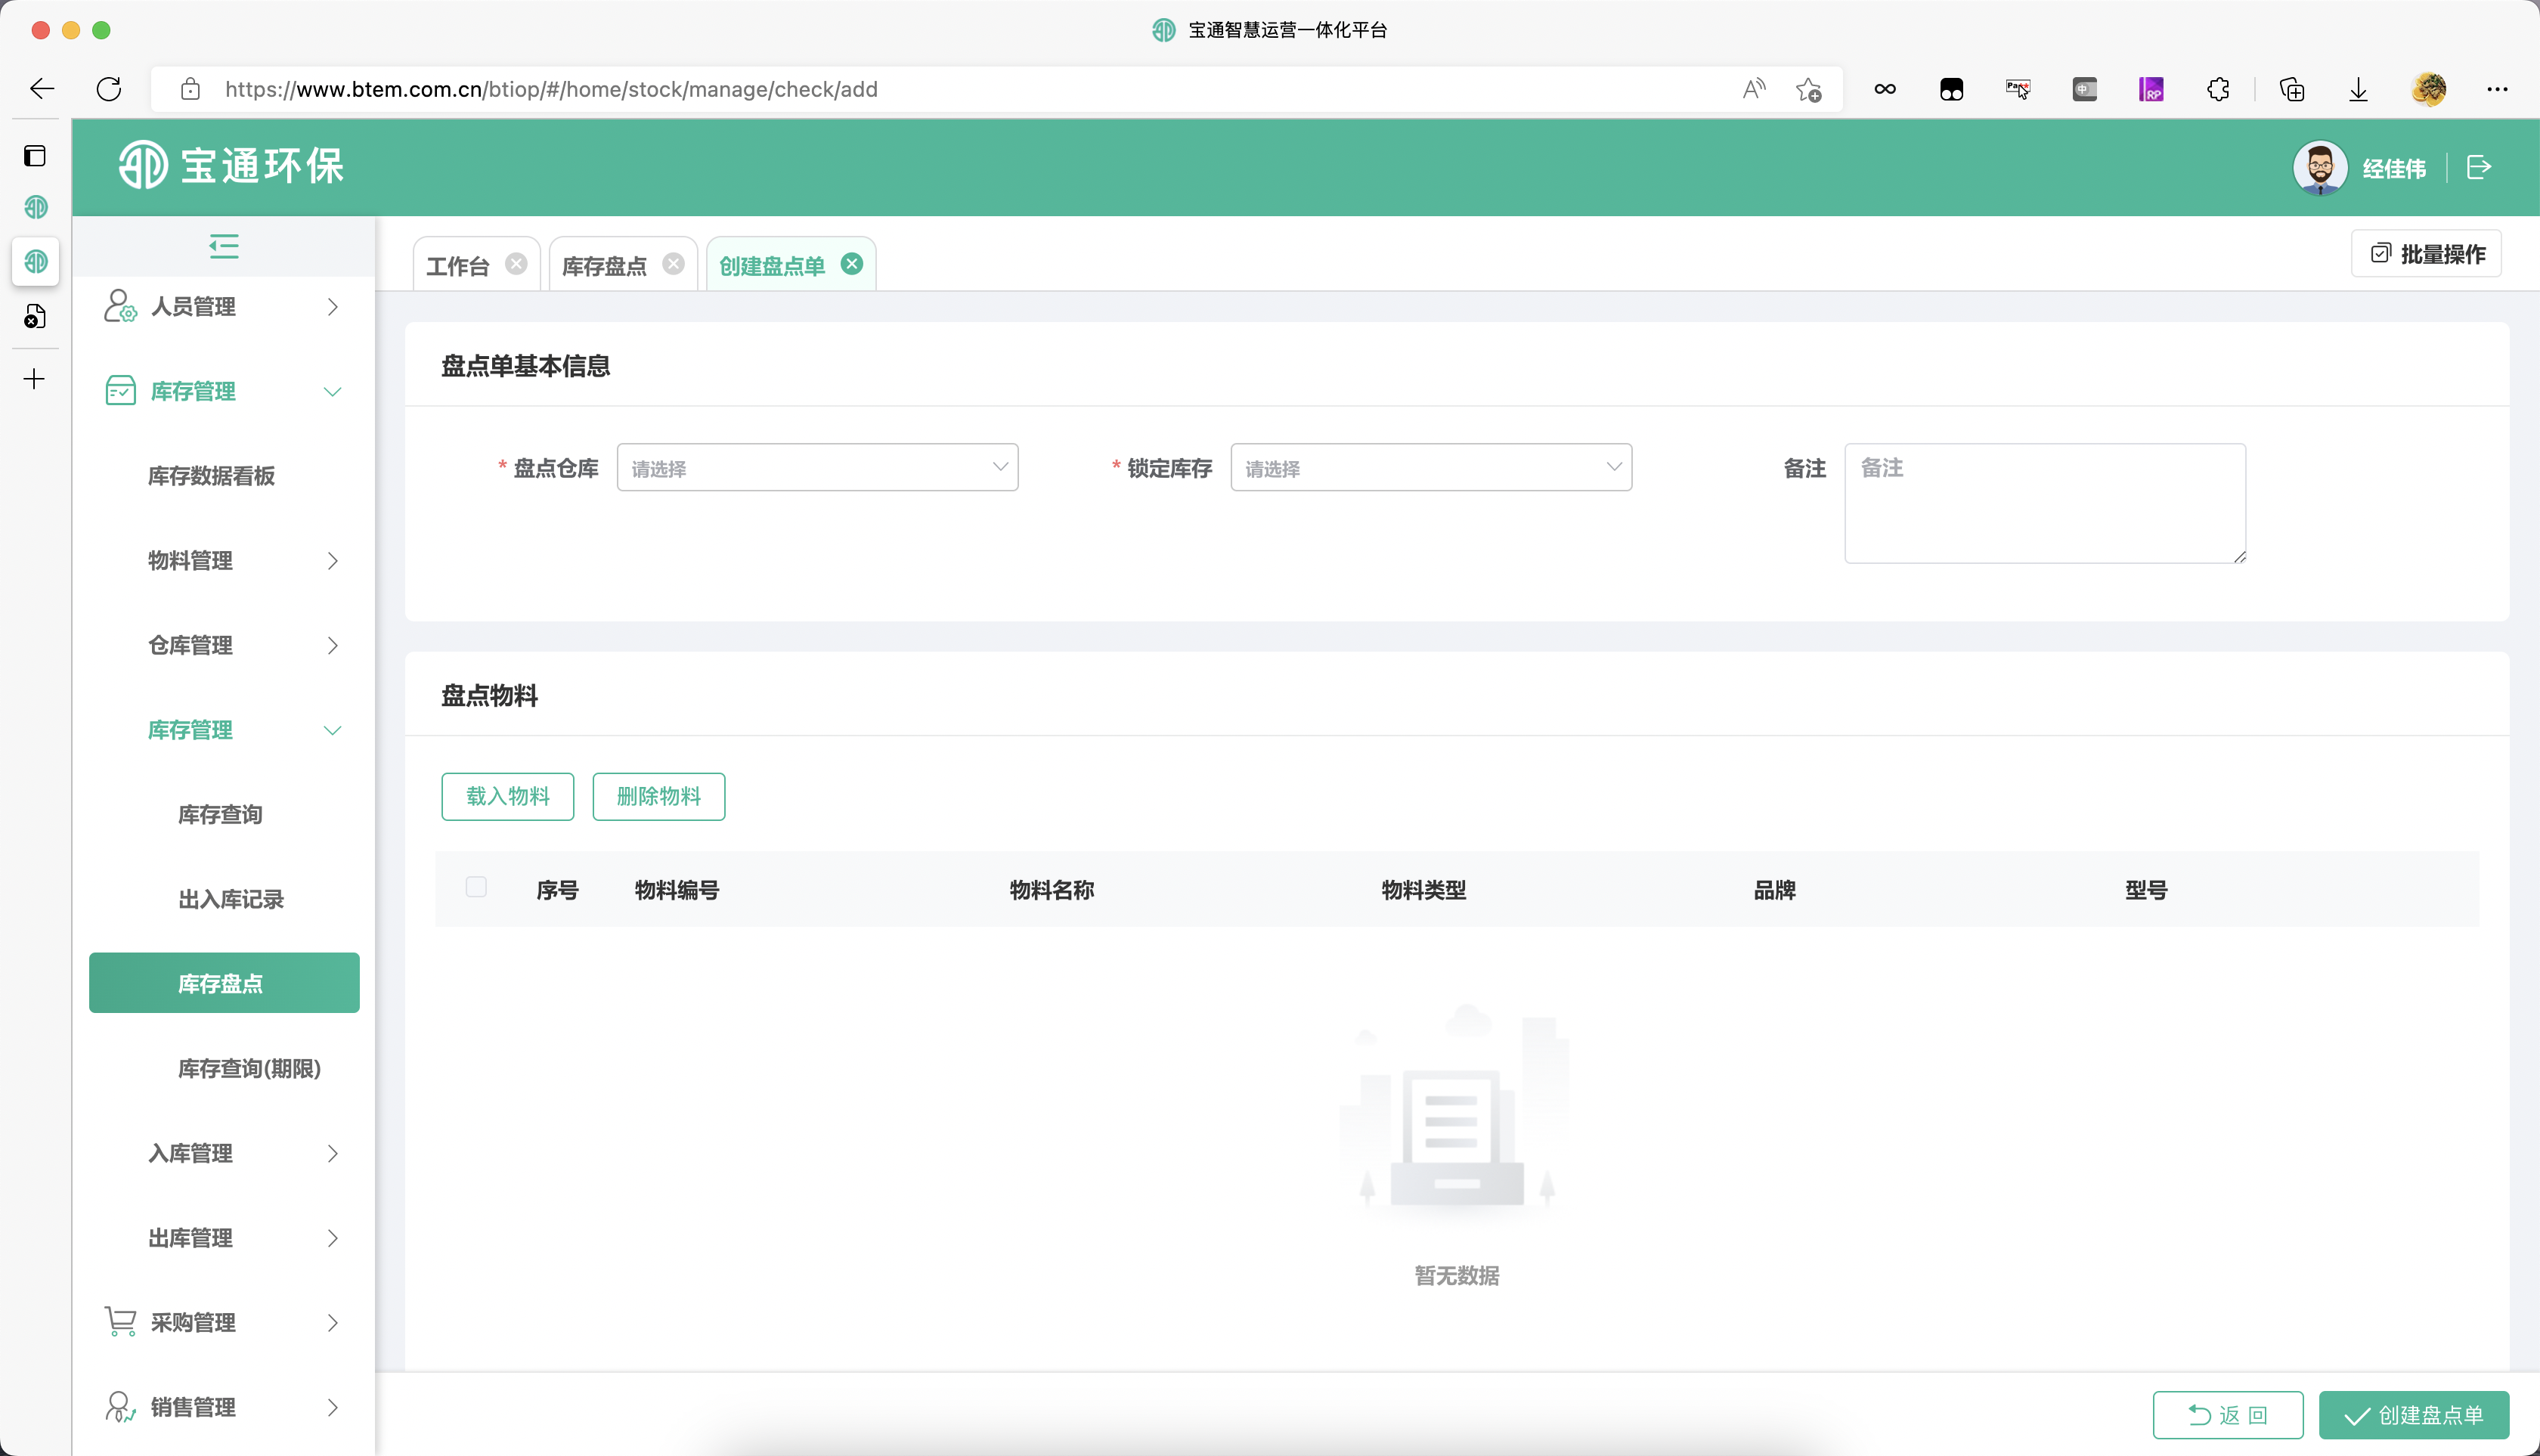 宝通智慧运营一体化平台
https://www.btem.com.cn/btiop/#/home/stock/manage/check/add
宝通环保
经佳伟
工作台
库存盘点
创建盘点单
批量操作
人员管理
库存管理
库存数据看板
物料管理
仓库管理
库存管理
库存查询
出入库记录
库存盘点
库存查询(期限)
入库管理
出库管理
采购管理
销售管理
盘点单基本信息
* 盘点仓库
请选择
* 锁定库存
请选择
备注
备注
盘点物料
载入物料
删除物料
序号
物料编号
物料名称
物料类型
品牌
型号
暂无数据
返 回
创建盘点单